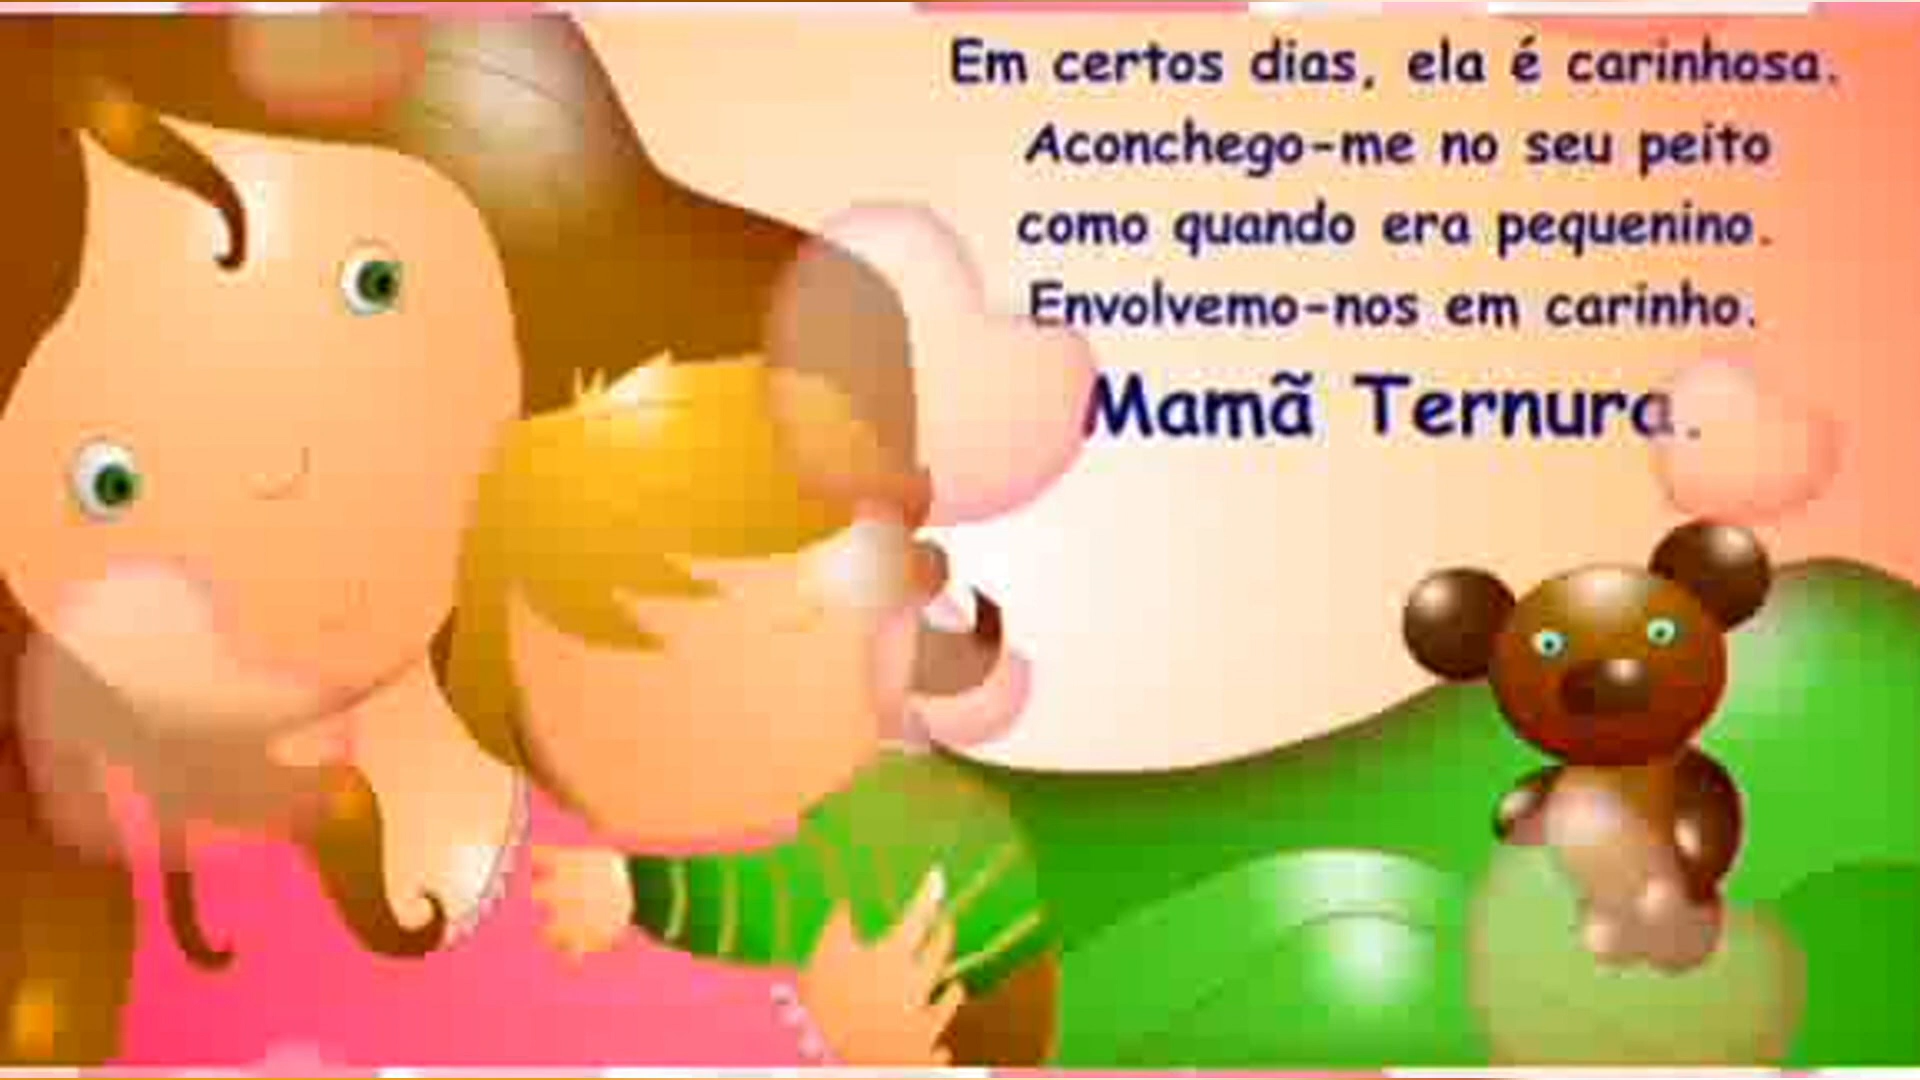 Em certos dias, ela é carinhosa.
Aconchego-me no seu peito
como quando era pequenino.
Envolvemo-nos em carinho.
Mamã Ternura.